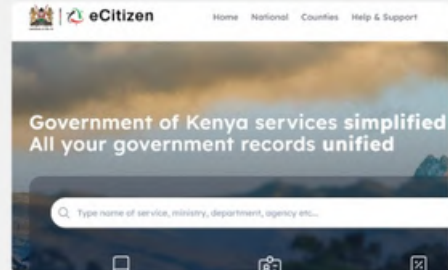 eCitizen
Home National Counties Help & Support
Government of Kenya services simplified
All your government records unified
Type name of service, ministry, department, agency etc...